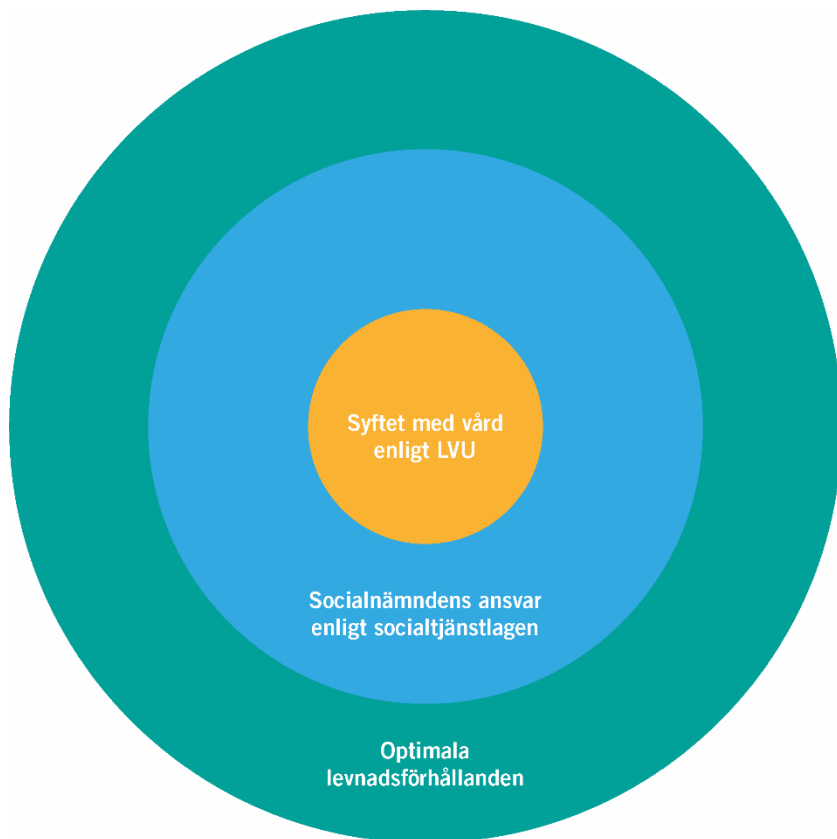 Syftet med vård
enligt LVU
Socialnämndens ansvar
enligt socialtjänstlagen
Optimala
levnadsförhållanden